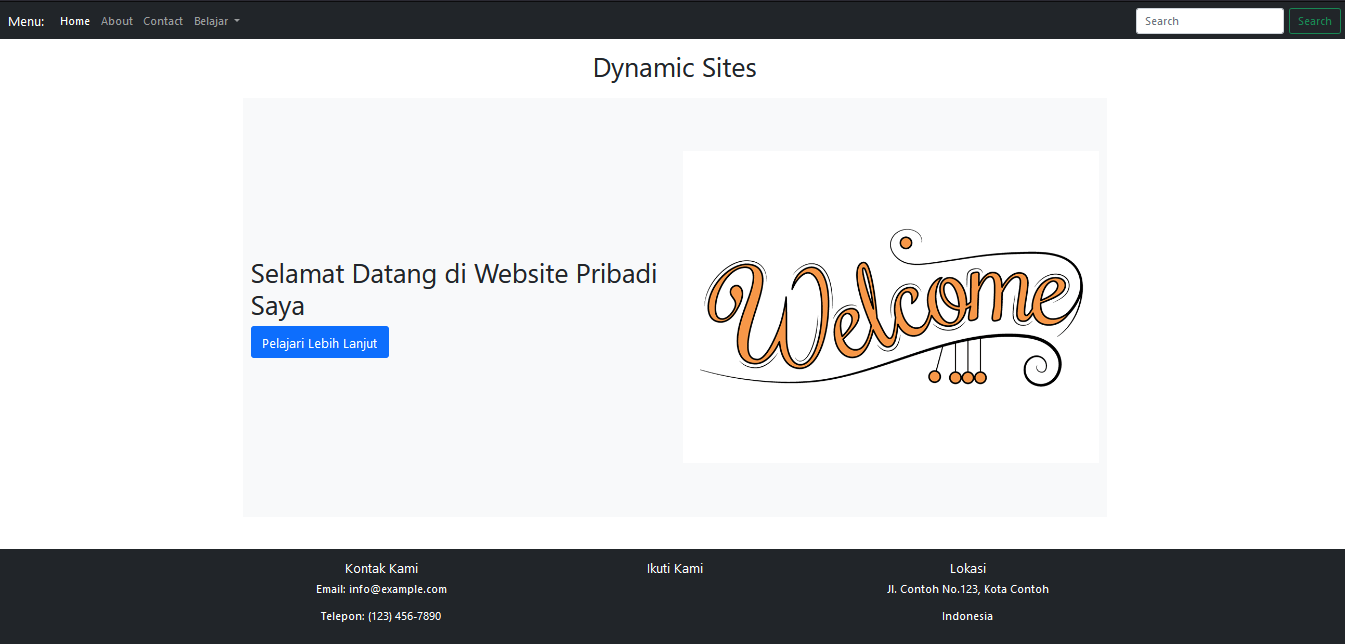 Menu: Home About Contact Belajar Search Search
Dynamic Sites
Selamat Datang di Website Pribadi
Saya
Pelajari Lebih Lanjut
Welcome
Kontak Kami
Email: info@example.com
Telepon: (123) 456-7890
Ikuti Kami
Lokasi
Jl. Contoh No.123, Kota Contoh
Indonesia